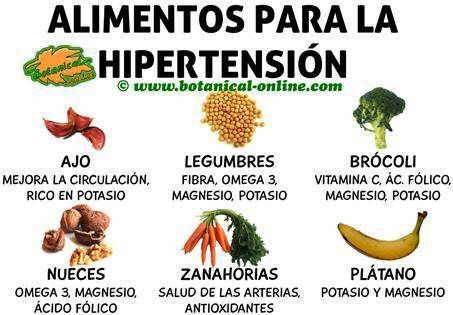 ALIMENTOS PARA LA
HIPERTENSIÓN
Botanical
© www.botanical-online.com
AJO
MEJORA LA CIRCULACIÓN,
RICO EN POTASIO
LEGUMBRES
FIBRA, OMEGA 3,
MAGNESIO, POTASIO
BRÓCOLI
VITAMINA C, ÁC. FÓLICO,
MAGNESIO, POTASIO
NUECES
OMEGA 3, MAGNESIO,
ÁCIDO FÓLICO
ZANAHORIAS
SALUD DE LAS ARTERIAS,
ANTIOXIDANTES
PLÁTANO
POTASIO Y MAGNESIO